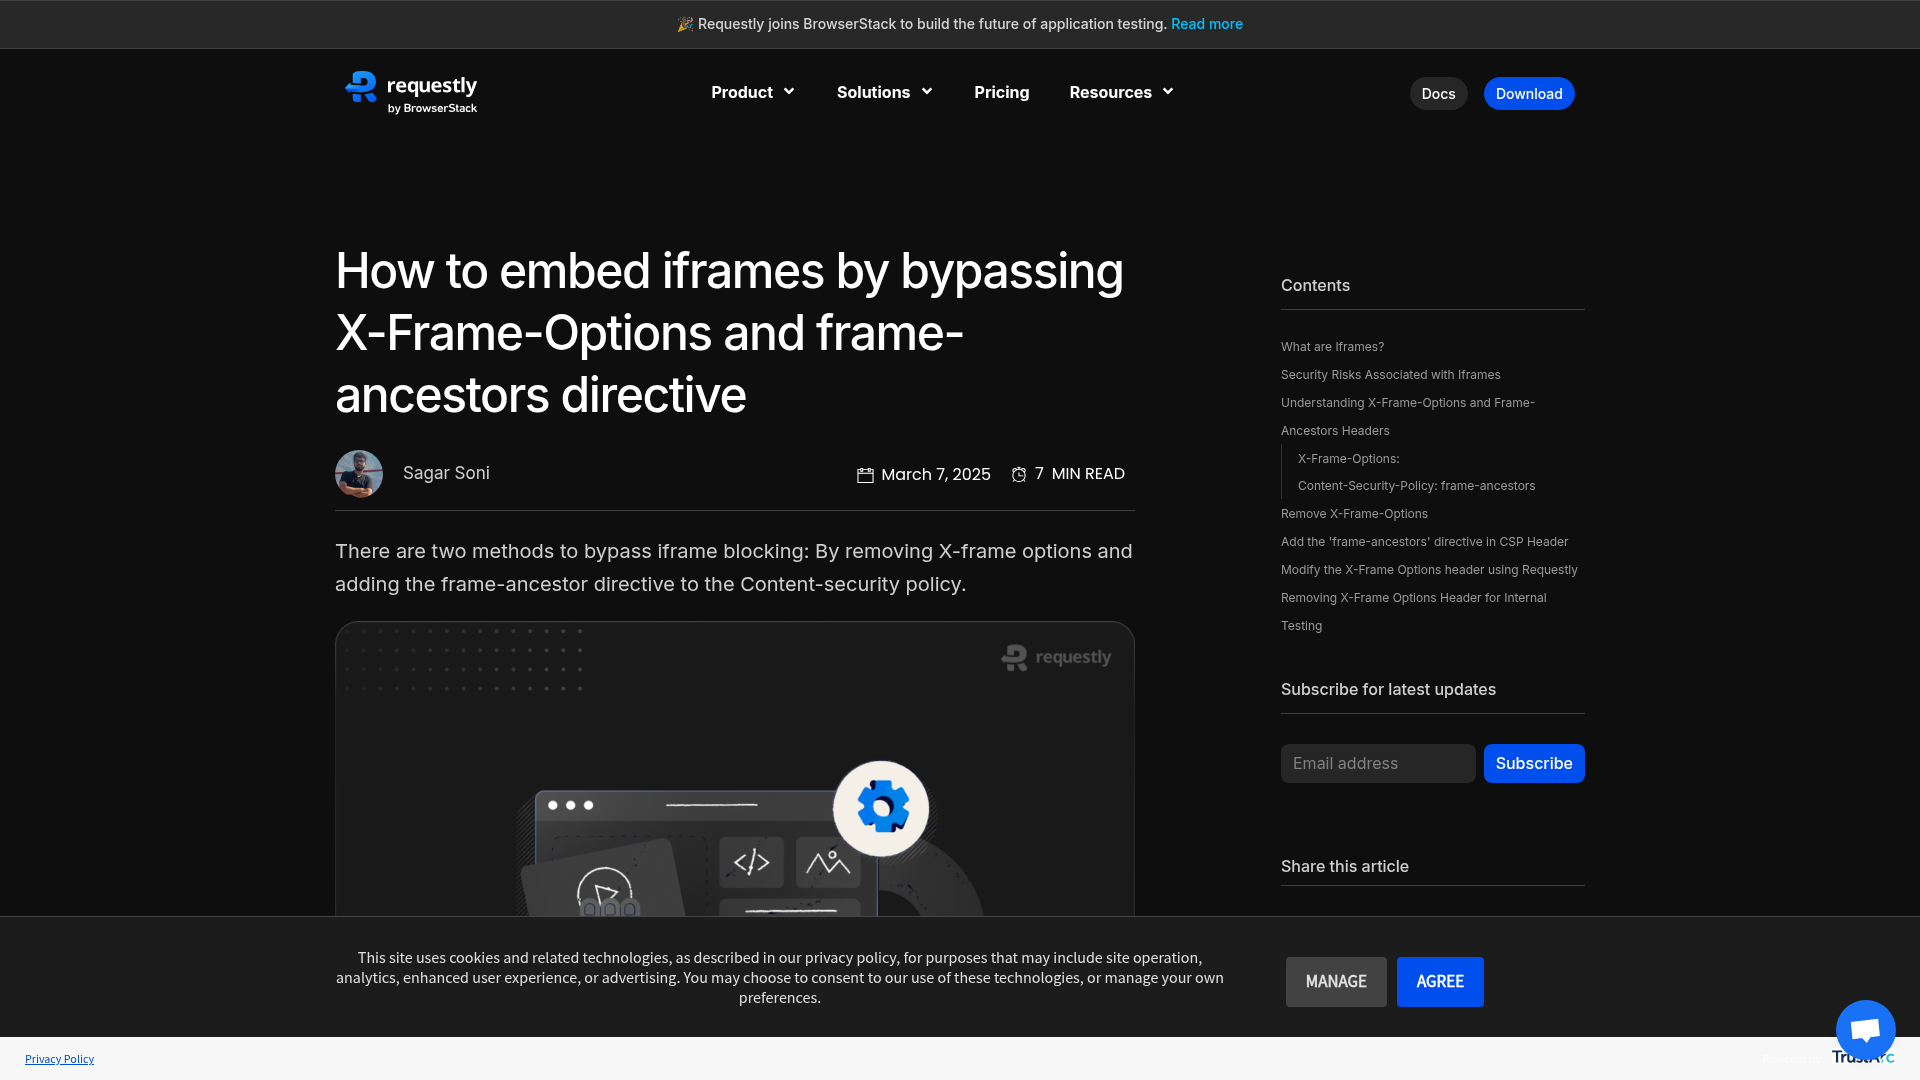 🎉 Requestly joins BrowserStack to build the future of application testing. Read more
requestly
by BrowserStack
Product
Solutions
Pricing
Resources
Docs
Download
How to embed iframes by bypassing
X-Frame-Options and frame-
ancestors directive
Sagar Soni
March 7, 2025
7 MIN READ
There are two methods to bypass iframe blocking: By removing X-frame options and
adding the frame-ancestor directive to the Content-security policy.
requestly
Contents
What are Iframes?
Security Risks Associated with Iframes
Understanding X-Frame-Options and Frame-
Ancestors Headers
X-Frame-Options:
Content-Security-Policy: frame-ancestors
Remove X-Frame-Options
Add the 'frame-ancestors' directive in CSP Header
Modify the X-Frame Options header using Requestly
Removing X-Frame Options Header for Internal
Testing
Subscribe for latest updates
Email address
Subscribe
Share this article
This site uses cookies and related technologies, as described in our privacy policy, for purposes that may include site operation,
analytics, enhanced user experience, or advertising. You may choose to consent to our use of these technologies, or manage your own
preferences.
MANAGE
AGREE
Privacy Policy
TrustArc